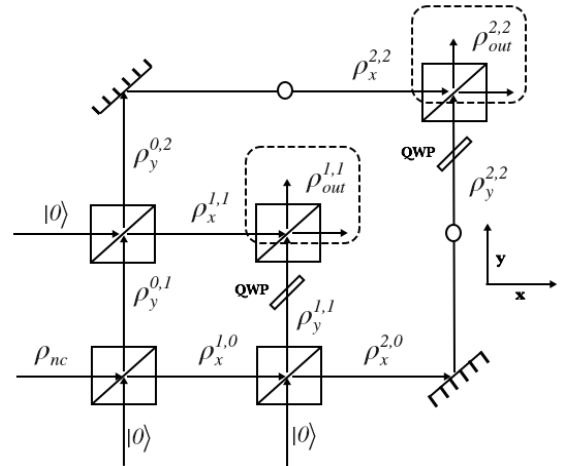 ρ_x^{2,2}
ρ_out^{2,2}
QWP
ρ_y^{0,2}
ρ_y^{2,2}
|0⟩
ρ_x^{1,1}
ρ_out^{1,1}
y
x
ρ_y^{0,1}
QWP
ρ_y^{1,1}
ρ_nc
ρ_x^{1,0}
ρ_x^{2,0}
|0⟩
|0⟩